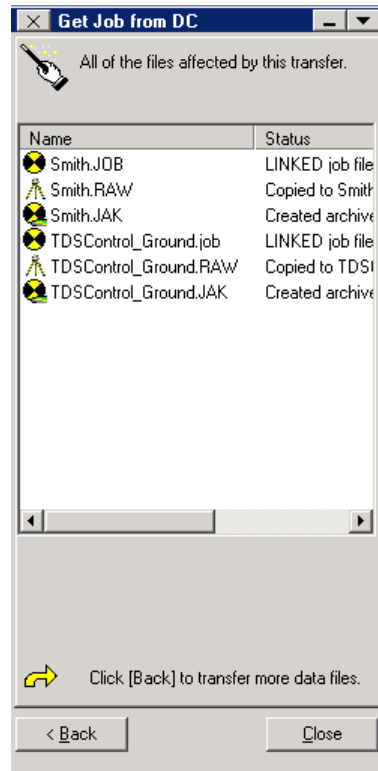 Get Job from DC
All of the files affected by this transfer.
Name Status
Smith.JOB LINKED job file
Smith.RAW Copied to Smith
Smith.JAK Created archive
TDSControl_Ground.job LINKED job file
TDSControl_Ground.RAW Copied to TDS
TDSControl_Ground.JAK Created archive
Click [Back] to transfer more data files.
< Back Close